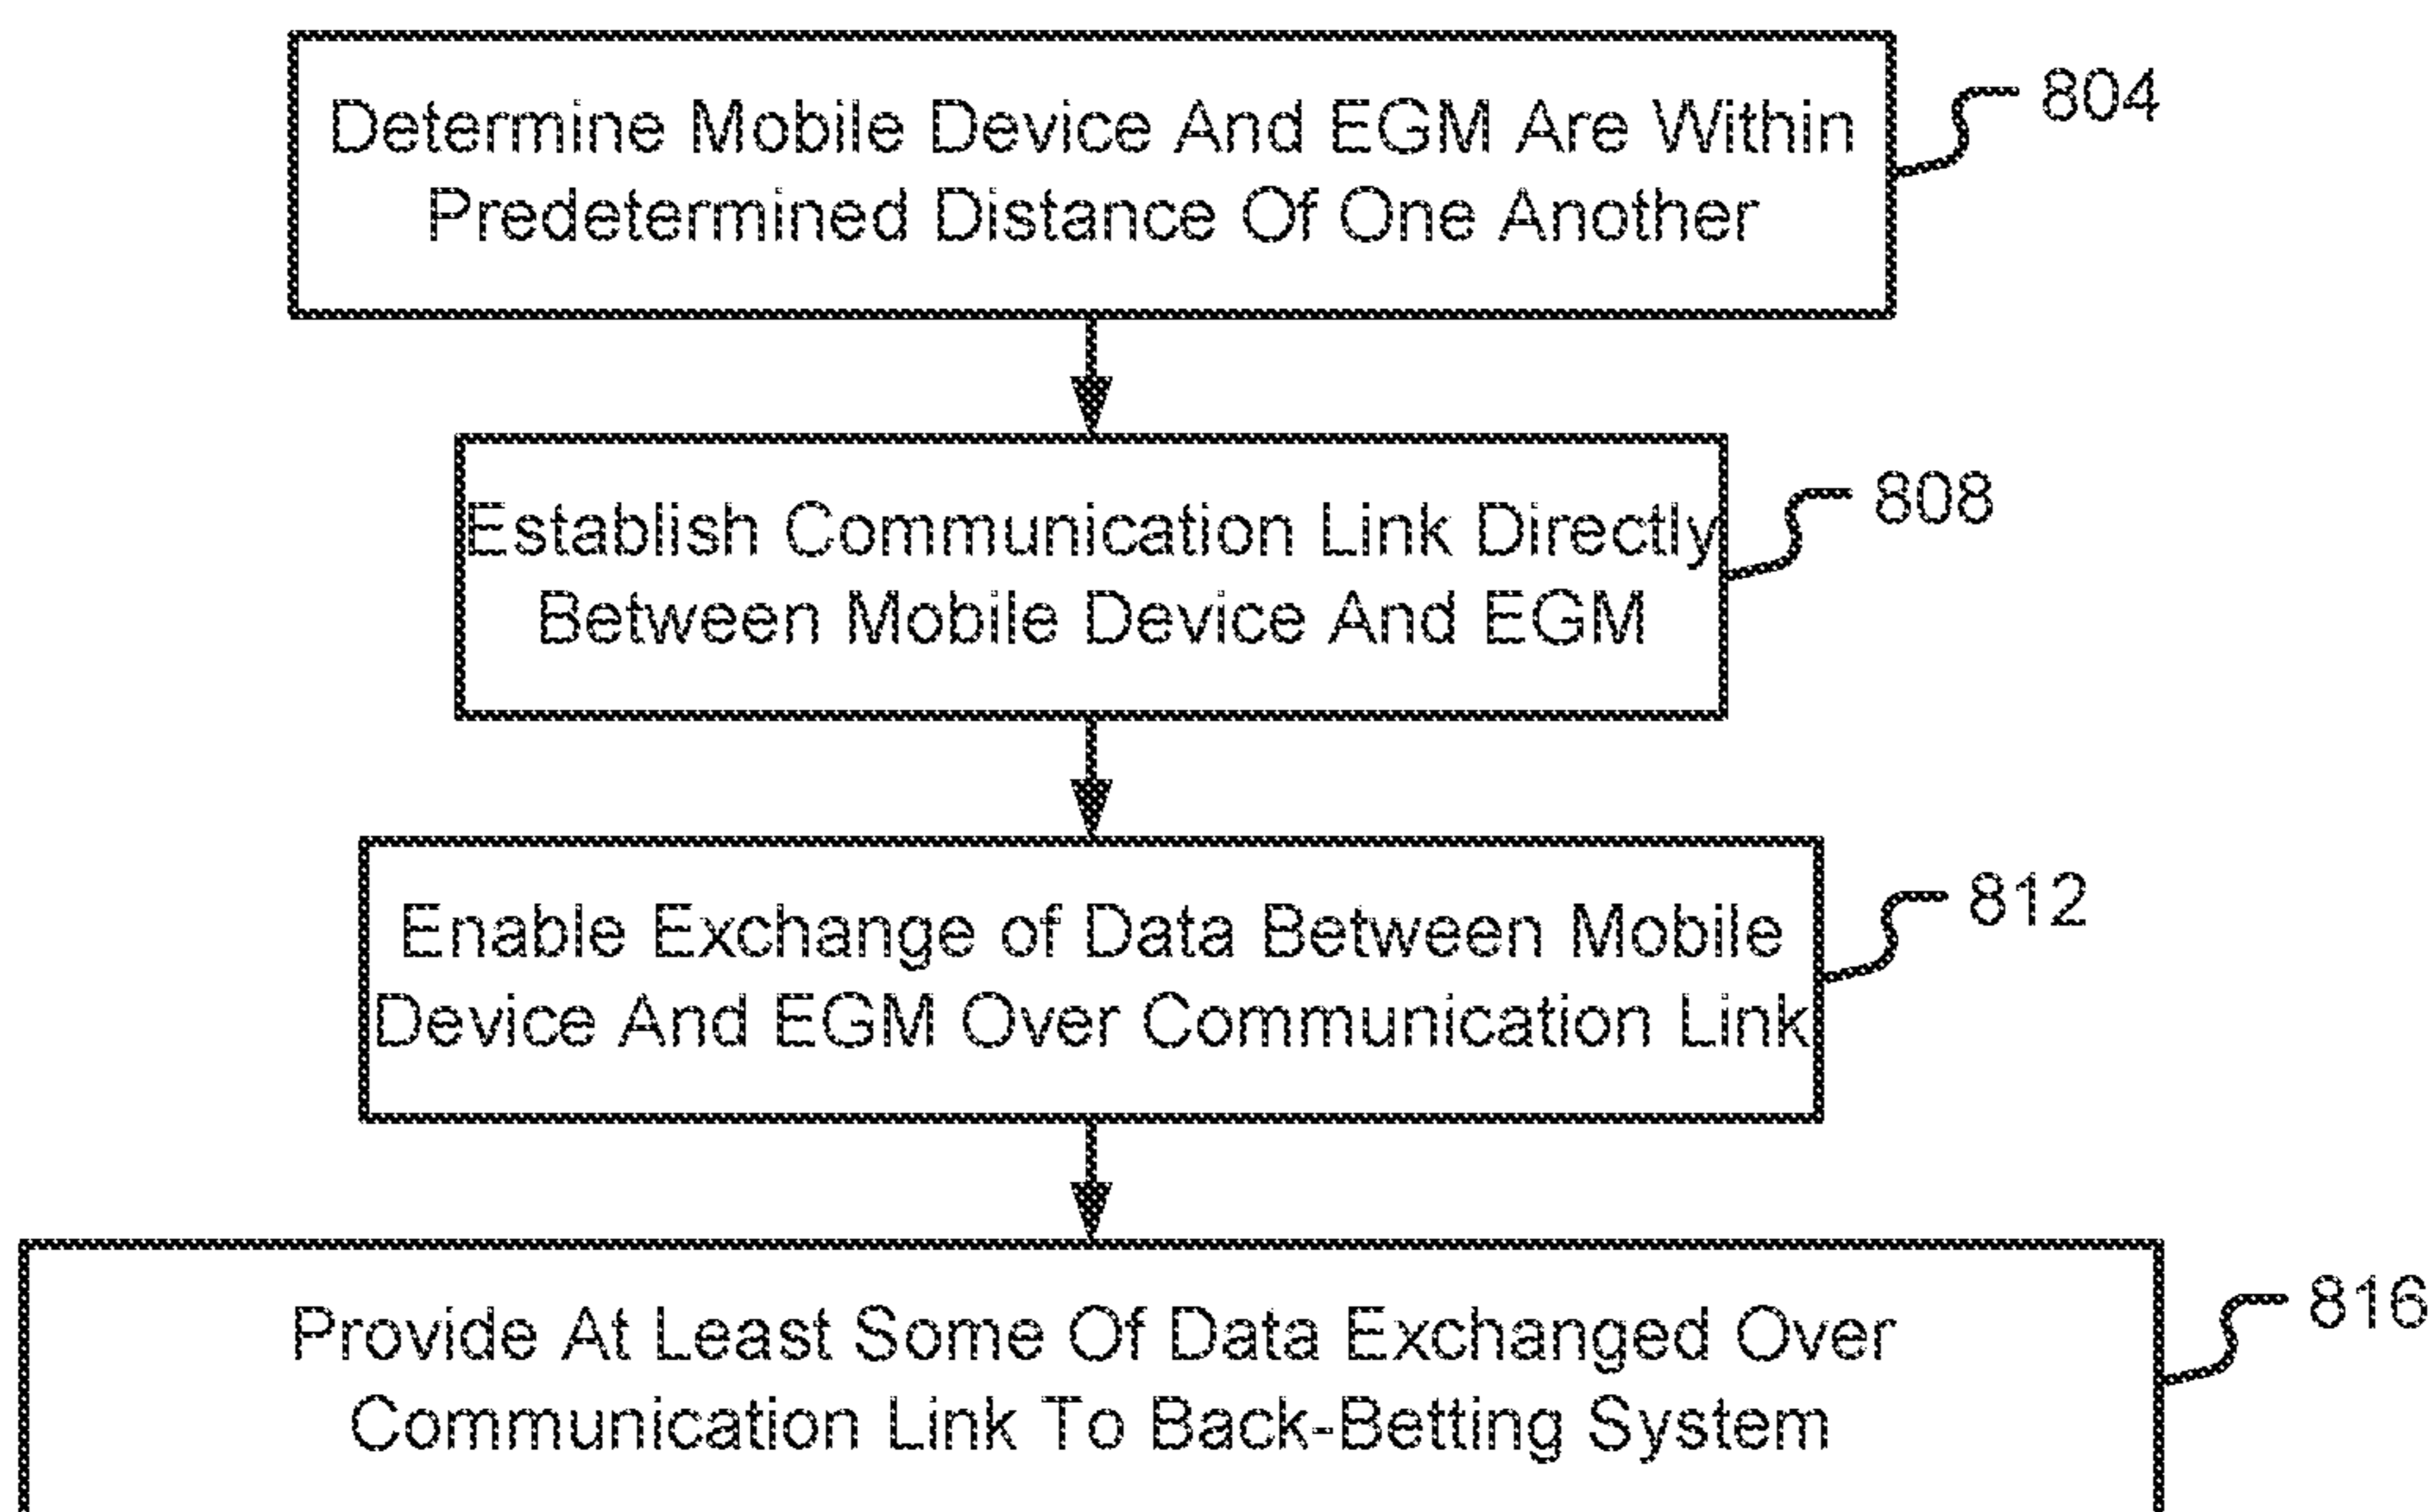 Determine Mobile Device And EGM Are Within
Predetermined Distance Of One Another
804
Establish Communication Link Directly
Between Mobile Device And EGM
808
Enable Exchange of Data Between Mobile
Device And EGM Over Communication Link
812
Provide At Least Some Of Data Exchanged Over
Communication Link To Back-Betting System
816